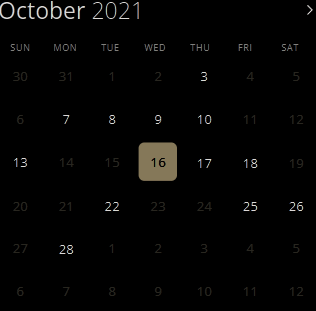 October 2021 >
SUN MON TUE WED THU FRI SAT
30 31 1 2 3 4 5
6 7 8 9 10 11 12
13 14 15 16 17 18 19
20 21 22 23 24 25 26
27 28 1 2 3 4 5
6 7 8 9 10 11 12